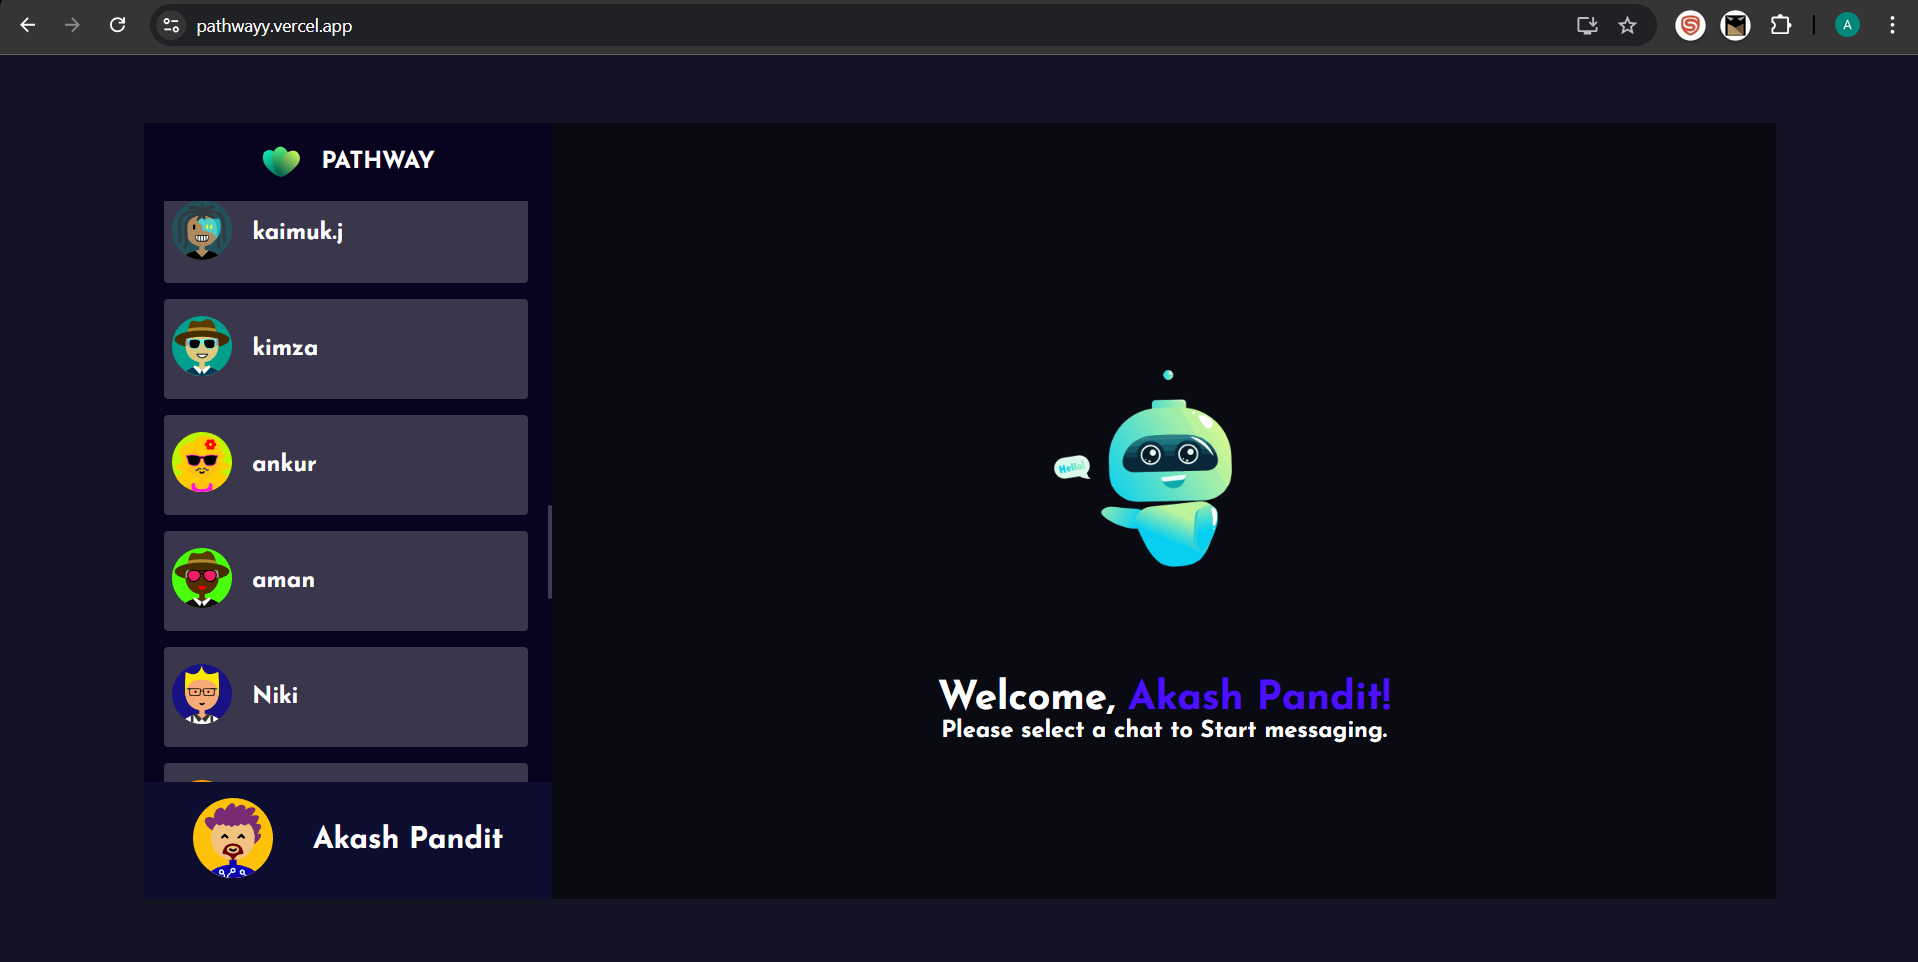 pathwayy.vercel.app
A
PATHWAY
kaimuk.j
kimza
ankur
aman
Niki
Akash Pandit
Hello!
Welcome, Akash Pandit!
Please select a chat to Start messaging.